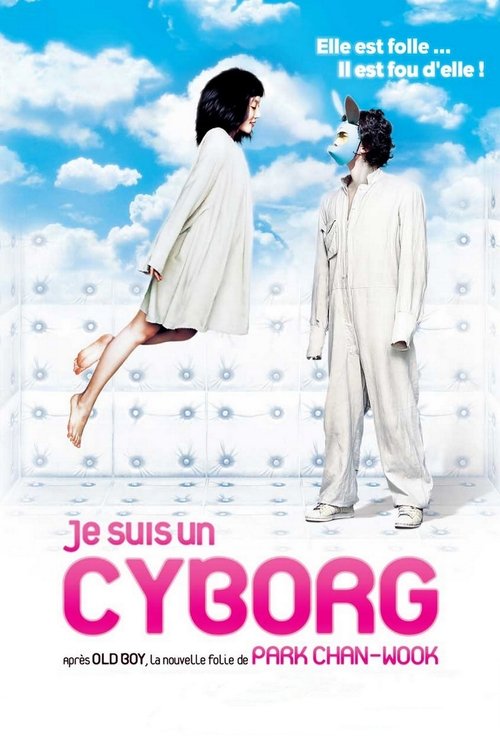 Elle est folle ...
Il est fou d'elle !
Je suis un
CYBORG
après OLD BOY, la nouvelle folie de PARK CHAN-WOOK